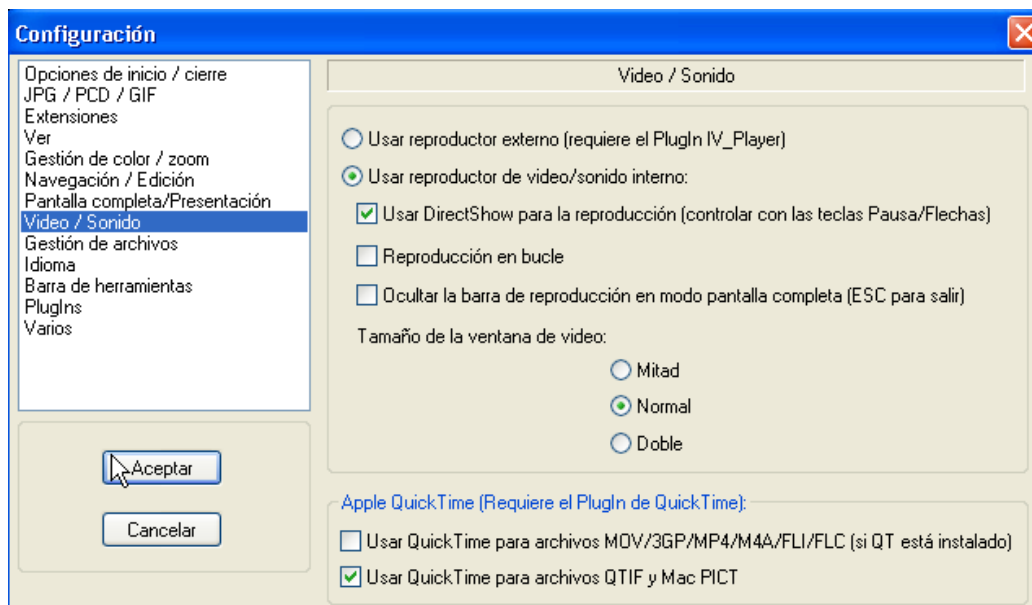 Configuración
Opciones de inicio / cierre
JPG / PCD / GIF
Extensiones
Ver
Gestión de color / zoom
Navegación / Edición
Pantalla completa/Presentación
Video / Sonido
Gestión de archivos
Idioma
Barra de herramientas
PlugIns
Varios
Aceptar
Cancelar
Video / Sonido
Usar reproductor externo (requiere el PlugIn IV_Player)
Usar reproductor de video/sonido interno:
Usar DirectShow para la reproducción (controlar con las teclas Pausa/Flechas)
Reproducción en bucle
Ocultar la barra de reproducción en modo pantalla completa (ESC para salir)
Tamaño de la ventana de video:
Mitad
Normal
Doble
Apple QuickTime (Requiere el PlugIn de QuickTime):
Usar QuickTime para archivos MOV/3GP/MP4/M4A/FLI/FLC (si QT está instalado)
Usar QuickTime para archivos QTIF y Mac PICT